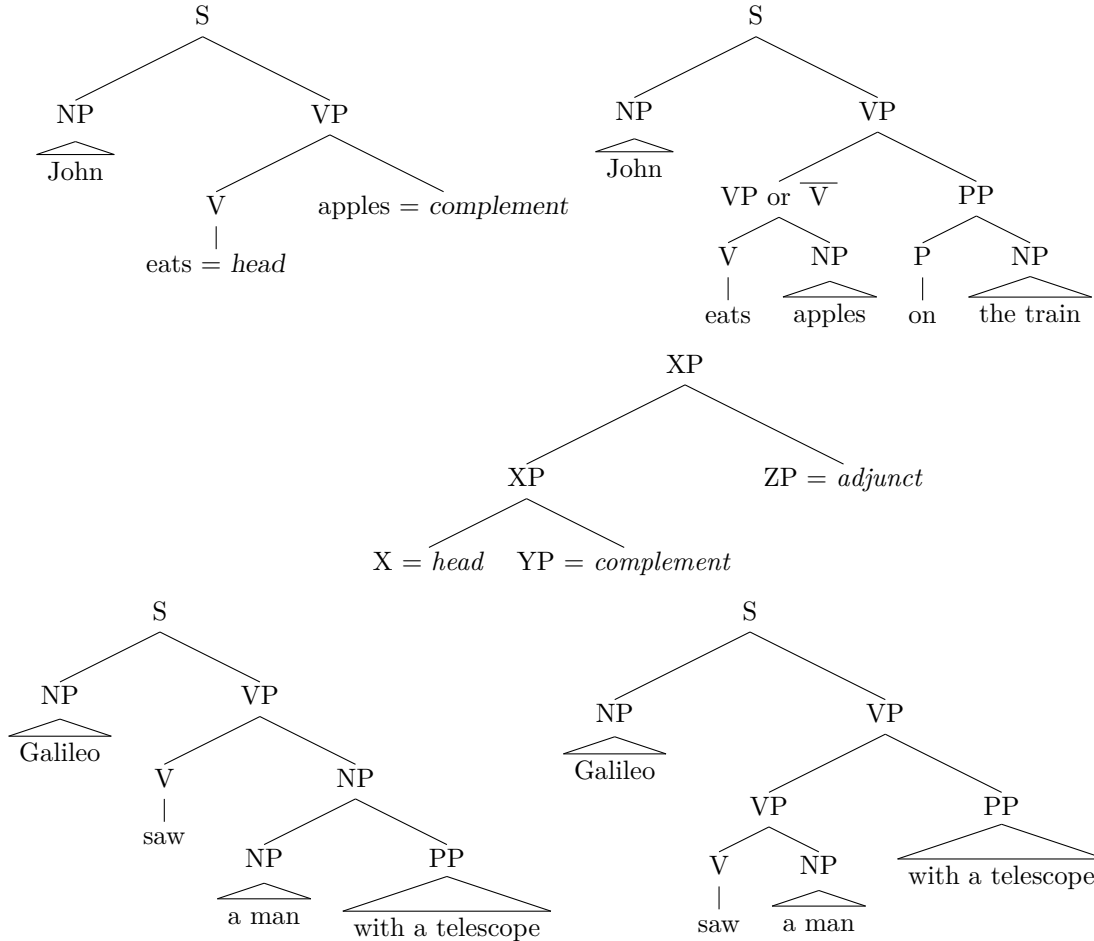 S
S
NP
VP
NP
VP
John
John
V
apples = complement
VP or V̅
PP
eats = head
V
NP
P
NP
eats
apples
on
the train
XP
XP
ZP = adjunct
X = head
YP = complement
S
S
NP
VP
NP
VP
Galileo
Galileo
V
NP
VP
PP
saw
NP
PP
V
NP
with a telescope
a man
with a telescope
saw
a man